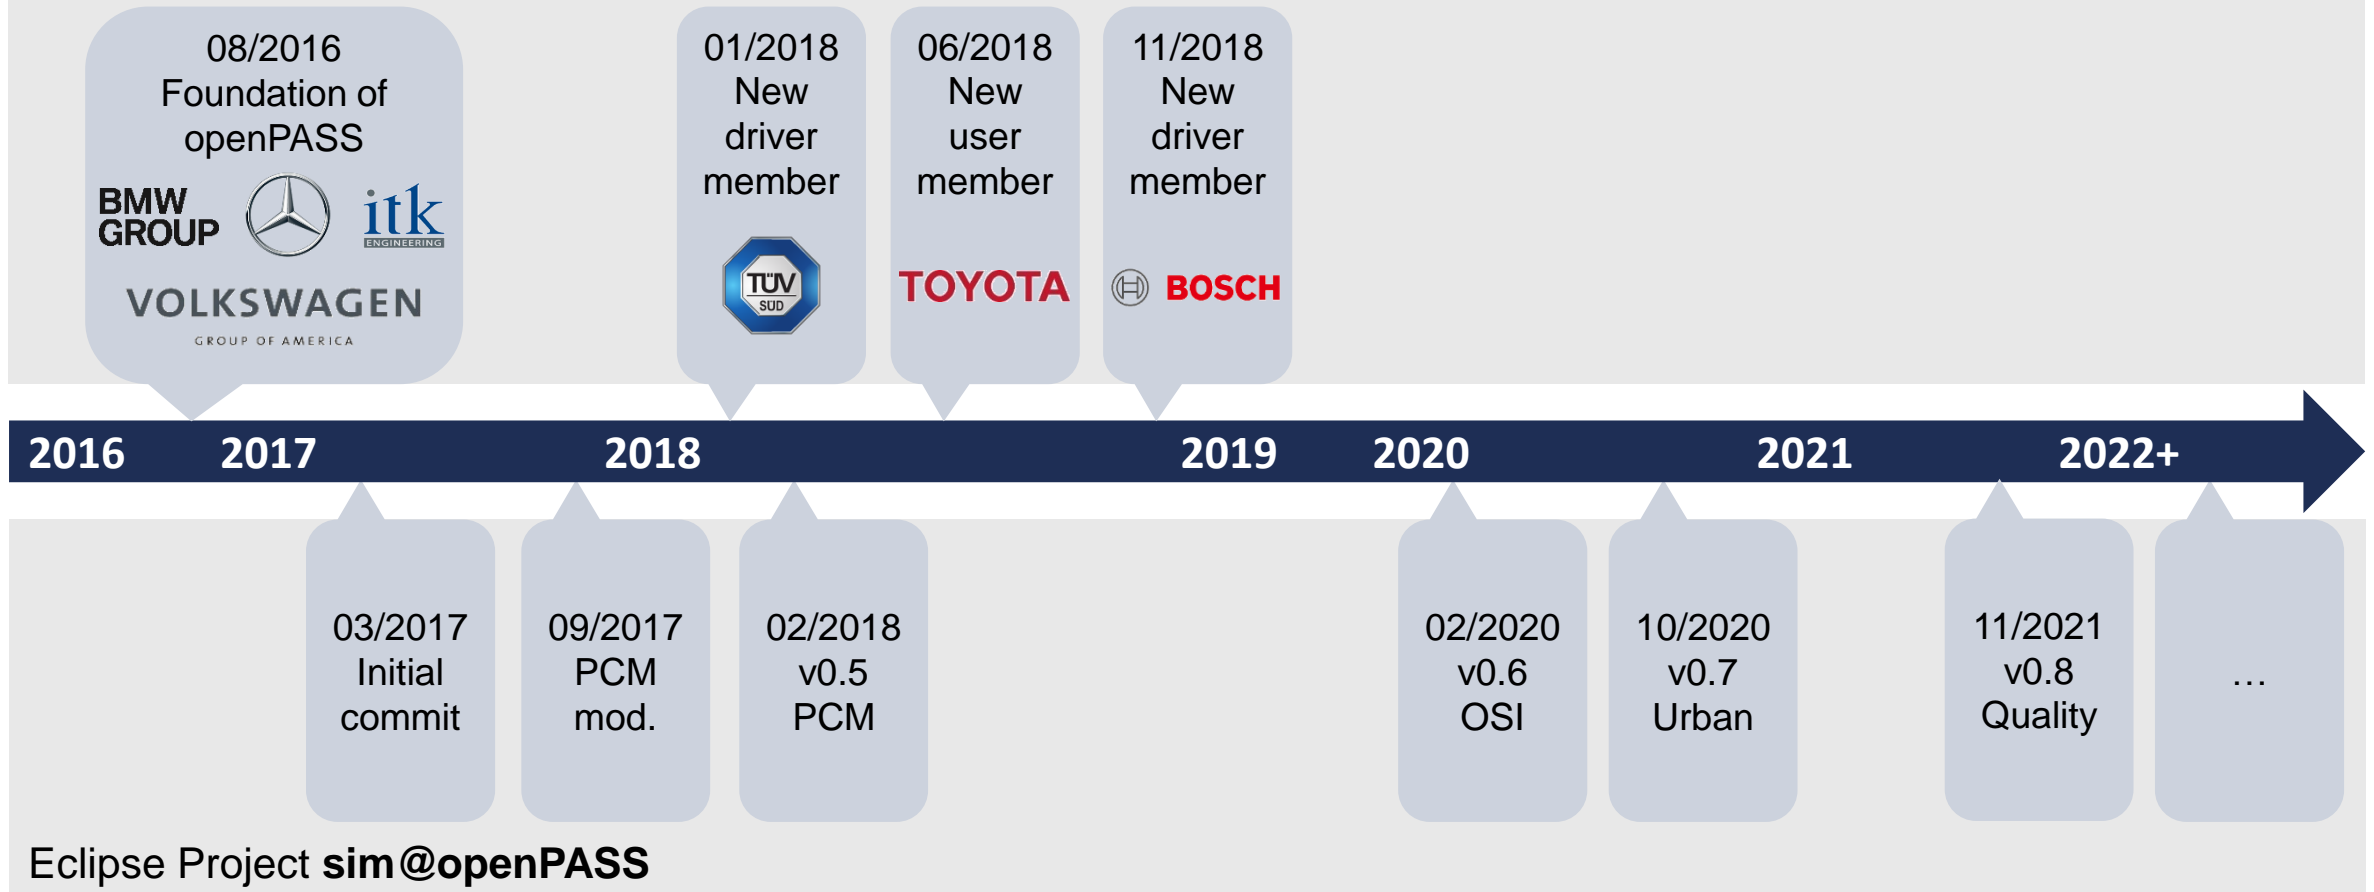 08/2016
Foundation of
openPASS
BMW
GROUP
itk
ENGINEERING
VOLKSWAGEN
GROUP OF AMERICA
01/2018
New
driver
member
TÜV
SÜD
06/2018
New
user
member
TOYOTA
11/2018
New
driver
member
BOSCH
2016 2017 2018 2019 2020 2021 2022+
03/2017
Initial
commit
09/2017
PCM
mod.
02/2018
v0.5
PCM
02/2020
v0.6
OSI
10/2020
v0.7
Urban
11/2021
v0.8
Quality
…
Eclipse Project sim@openPASS